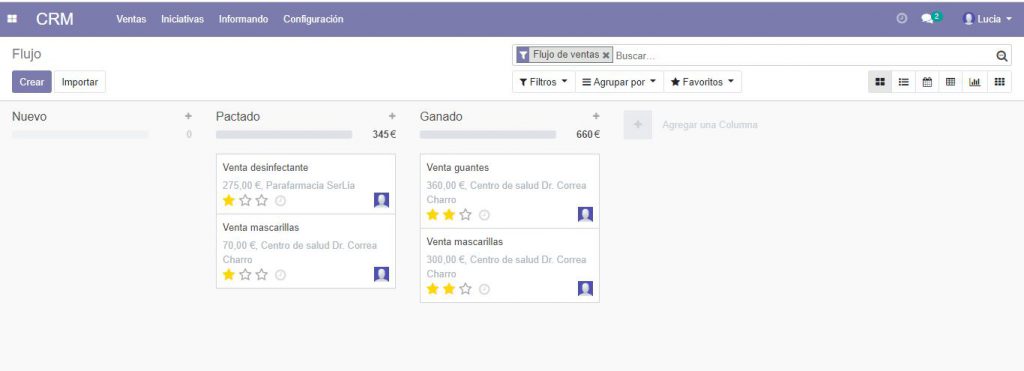 CRM Ventas Iniciativas Informando Configuración 2 Lucia
Flujo
Flujo de ventas Buscar...
Crear Importar
Filtros Agrupar por Favoritos
Nuevo
0
Pactado
345 €
Venta desinfectante
275,00 €, Parafarmacia SerLía
Venta mascarillas
70,00 €, Centro de salud Dr. Correa
Charro
Ganado
660 €
Venta guantes
360,00 €, Centro de salud Dr. Correa
Charro
Venta mascarillas
300,00 €, Centro de salud Dr. Correa
Charro
Agregar una Columna